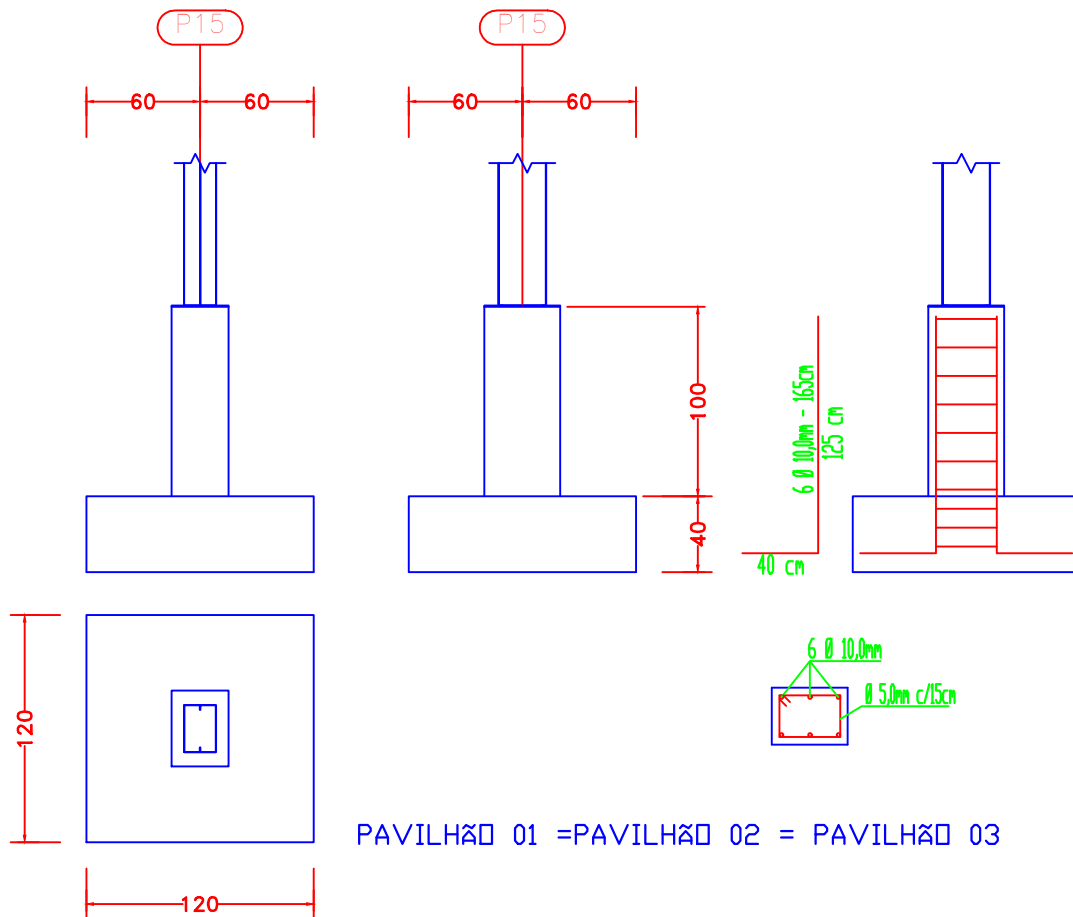 P15
P15
60
60
60
60
100
40
6 Ø 10,0mm - 165cm
125 cm
40 cm
120
6 Ø 10,0mm
Ø 5,0mm c/15cm
PAVILHÃO 01 =PAVILHÃO 02 = PAVILHÃO 03
120